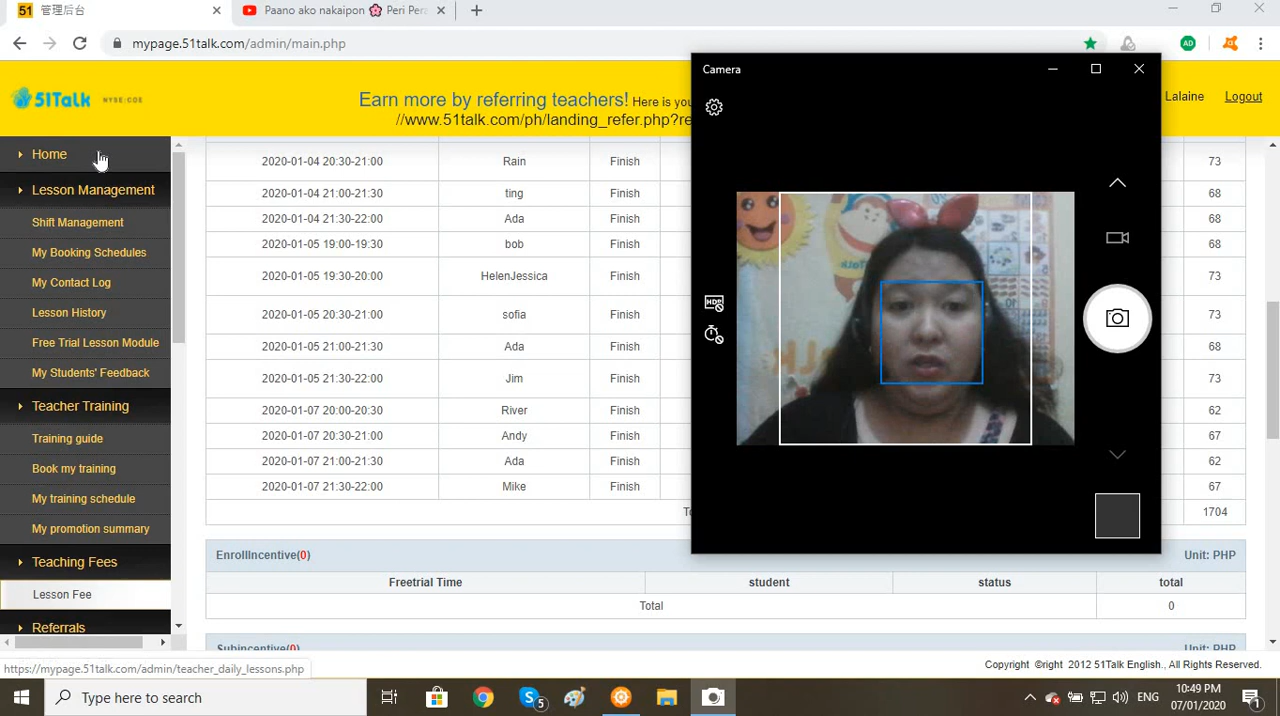 51 管理后台
Paano ako nakaipon 🌸 Peri Pera
mypage.51talk.com/admin/main.php
AD
51Talk NYSE:COE
Earn more by referring teachers! Here is you
//www.51talk.com/ph/landing_refer.php?re
Lalaine
Logout
Camera
Home
Lesson Management
Shift Management
My Booking Schedules
My Contact Log
Lesson History
Free Trial Lesson Module
My Students' Feedback
Teacher Training
Training guide
Book my training
My training schedule
My promotion summary
Teaching Fees
Lesson Fee
Referrals
2020-01-04 20:30-21:00 Rain Finish 73
2020-01-04 21:00-21:30 ting Finish 68
2020-01-04 21:30-22:00 Ada Finish 68
2020-01-05 19:00-19:30 bob Finish 68
2020-01-05 19:30-20:00 HelenJessica Finish 73
2020-01-05 20:30-21:00 sofia Finish 73
2020-01-05 21:00-21:30 Ada Finish 68
2020-01-05 21:30-22:00 Jim Finish 73
2020-01-07 20:00-20:30 River Finish 62
2020-01-07 20:30-21:00 Andy Finish 67
2020-01-07 21:00-21:30 Ada Finish 62
2020-01-07 21:30-22:00 Mike Finish 67
To 1704
HDR
EnrollIncentive(0) Unit: PHP
Freetrial Time student status total
Total 0
Subincentive(0) Unit: PHP
https://mypage.51talk.com/admin/teacher_daily_lessons.php
Copyright ©right 2012 51Talk English., All Rights Reserved.
Type here to search
5
ENG
10:49 PM
07/01/2020
1